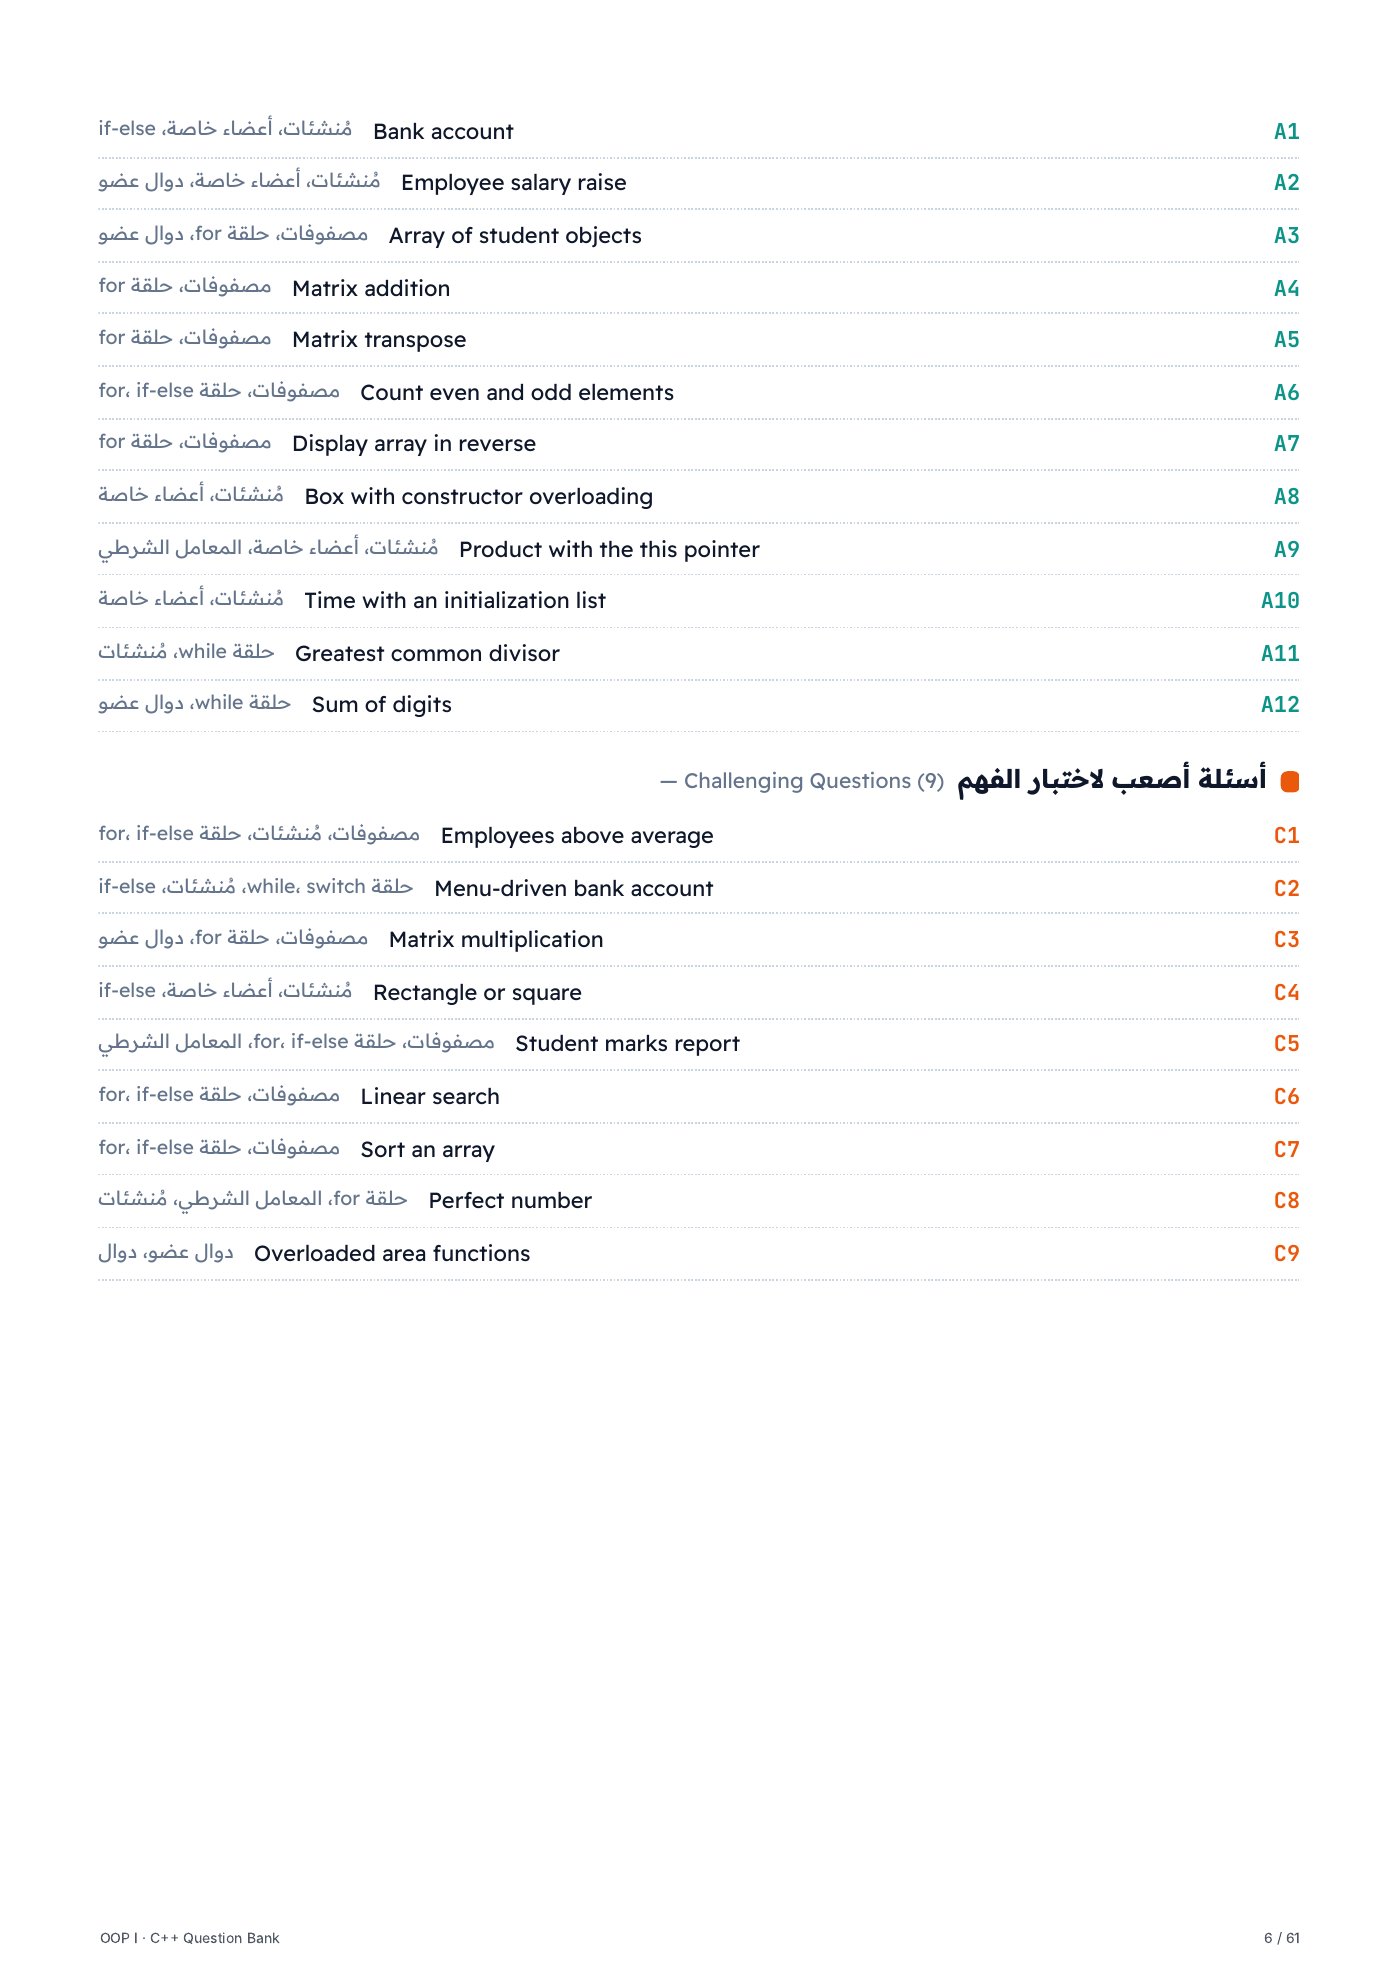 A1 Bank account مُنشئات، أعضاء خاصة، if-else
A2 Employee salary raise مُنشئات، أعضاء خاصة، دوال عضو
A3 Array of student objects مصفوفات، حلقة for، دوال عضو
A4 Matrix addition مصفوفات، حلقة for
A5 Matrix transpose مصفوفات، حلقة for
A6 Count even and odd elements مصفوفات، حلقة for، if-else
A7 Display array in reverse مصفوفات، حلقة for
A8 Box with constructor overloading مُنشئات، أعضاء خاصة
A9 Product with the this pointer مُنشئات، أعضاء خاصة، المعامل الشرطي
A10 Time with an initialization list مُنشئات، أعضاء خاصة
A11 Greatest common divisor حلقة while، مُنشئات
A12 Sum of digits حلقة while، دوال عضو
أسئلة أصعب لاختبار الفهم — Challenging Questions (9)
C1 Employees above average مصفوفات، مُنشئات، حلقة for، if-else
C2 Menu-driven bank account حلقة while، switch، مُنشئات، if-else
C3 Matrix multiplication مصفوفات، حلقة for، دوال عضو
C4 Rectangle or square مُنشئات، أعضاء خاصة، if-else
C5 Student marks report مصفوفات، حلقة for، if-else، المعامل الشرطي
C6 Linear search مصفوفات، حلقة for، if-else
C7 Sort an array مصفوفات، حلقة for، if-else
C8 Perfect number حلقة for، المعامل الشرطي، مُنشئات
C9 Overloaded area functions دوال عضو، دوال
OOP I · C++ Question Bank 6 / 61